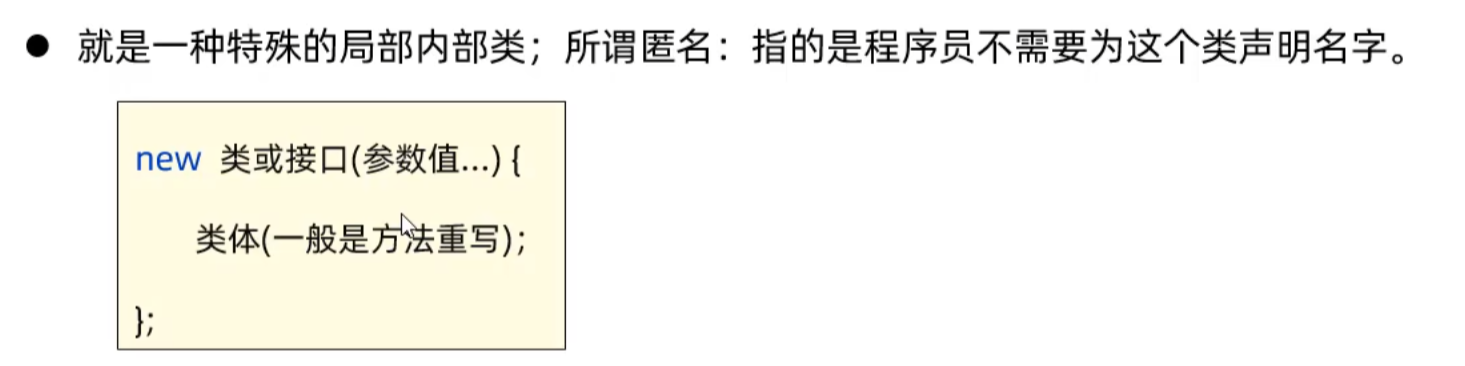 ● 就是一种特殊的局部内部类；所谓匿名：指的是程序员不需要为这个类声明名字。
new 类或接口(参数值...) {
类体(一般是方法重写);
};